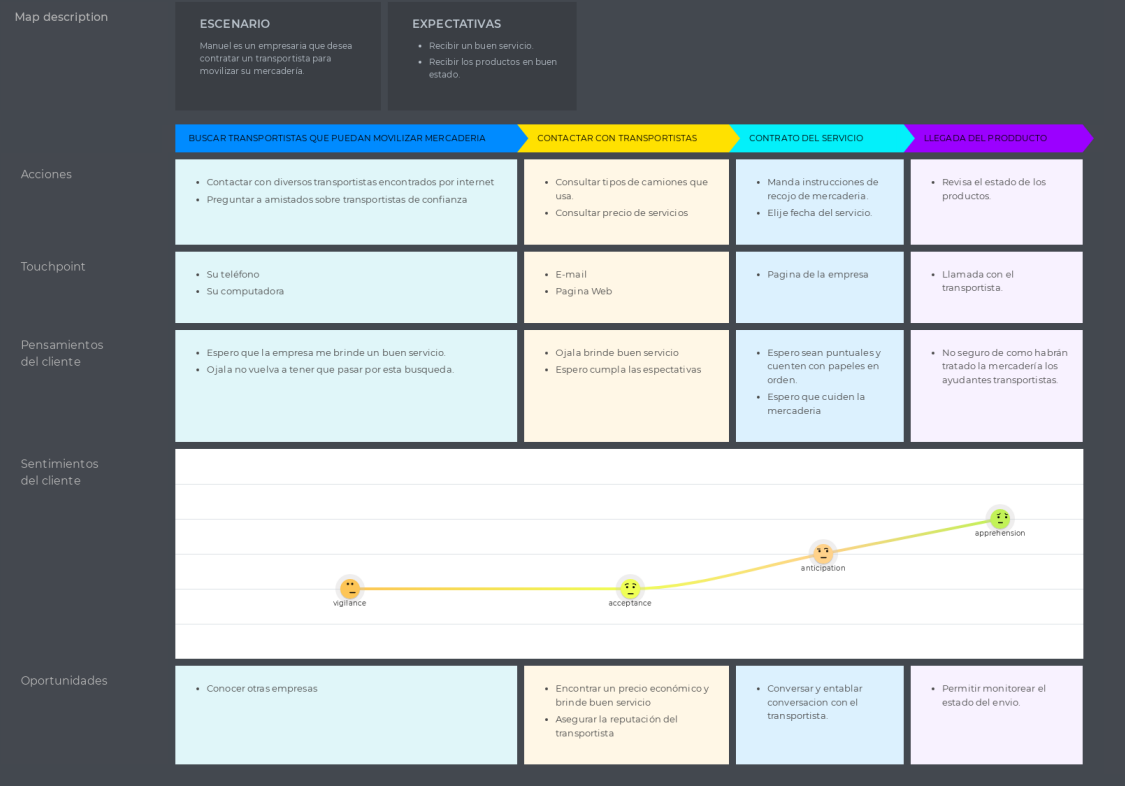 Map description
ESCENARIO
Manuel es un empresaria que desea
contratar un transportista para
movilizar su mercadería.
EXPECTATIVAS
• Recibir un buen servicio.
• Recibir los productos en buen
estado.
BUSCAR TRANSPORTISTAS QUE PUEDAN MOVILIZAR MERCADERIA
CONTACTAR CON TRANSPORTISTAS
CONTRATO DEL SERVICIO
LLEGADA DEL PROODUCTO
Acciones
• Contactar con diversos transportistas encontrados por internet
• Preguntar a amistados sobre transportistas de confianza
• Consultar tipos de camiones que
usa.
• Consultar precio de servicios
• Manda instrucciones de
recojo de mercaderia.
• Elije fecha del servicio.
• Revisa el estado de los
productos.
Touchpoint
• Su teléfono
• Su computadora
• E-mail
• Pagina Web
• Pagina de la empresa
• Llamada con el
transportista.
Pensamientos
del cliente
• Espero que la empresa me brinde un buen servicio.
• Ojala no vuelva a tener que pasar por esta busqueda.
• Ojala brinde buen servicio
• Espero cumpla las espectativas
• Espero sean puntuales y
cuenten con papeles en
orden.
• Espero que cuiden la
mercaderia
• No seguro de como habrán
tratado la mercadería los
ayudantes transportistas.
Sentimientos
del cliente
vigilance
acceptance
anticipation
apprehension
Oportunidades
• Conocer otras empresas
• Encontrar un precio económico y
brinde buen servicio
• Asegurar la reputación del
transportista
• Conversar y entablar
conversacion con el
transportista.
• Permitir monitorear el
estado del envio.